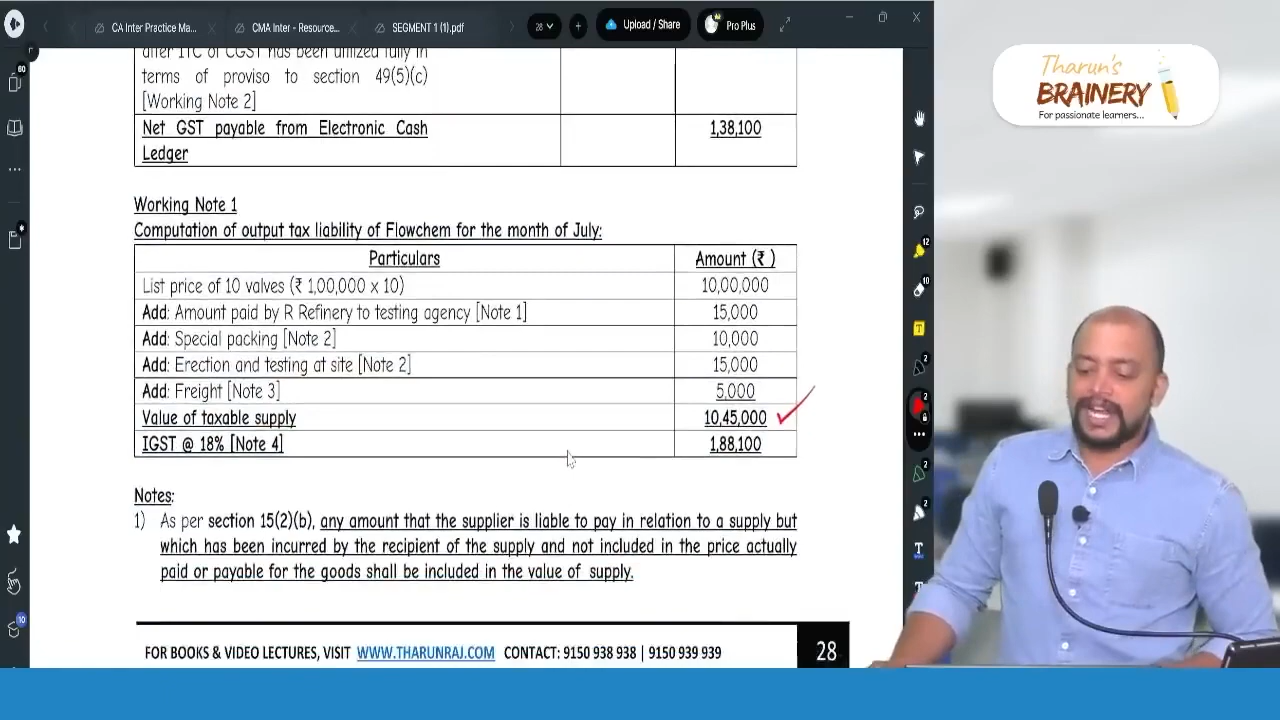 CA Inter Practice Ma...
CMA Inter - Resource...
SEGMENT 1 (1).pdf
28
Upload / Share
Pro Plus
after ITC of CGST has been utilized fully in
terms of proviso to section 49(5)(c)
[Working Note 2]
Net GST payable from Electronic Cash
Ledger
1,38,100
Working Note 1
Computation of output tax liability of Flowchem for the month of July:
Particulars Amount (₹ )
List price of 10 valves (₹ 1,00,000 x 10) 10,00,000
Add: Amount paid by R Refinery to testing agency [Note 1] 15,000
Add: Special packing [Note 2] 10,000
Add: Erection and testing at site [Note 2] 15,000
Add: Freight [Note 3] 5,000
Value of taxable supply 10,45,000
IGST @ 18% [Note 4] 1,88,100
Notes:
1) As per section 15(2)(b), any amount that the supplier is liable to pay in relation to a supply but
which has been incurred by the recipient of the supply and not included in the price actually
paid or payable for the goods shall be included in the value of supply.
FOR BOOKS & VIDEO LECTURES, VISIT WWW.THARUNRAJ.COM CONTACT: 9150 938 938 | 9150 939 939
28
60
10
12
10
T
2
2
2
2
T
Tharun's
BRAINERY
For passionate learners...